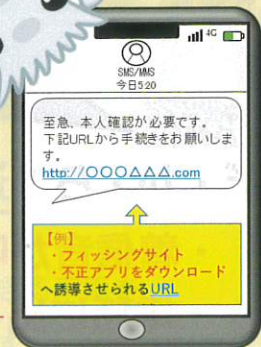 4G
SMS/MMS
今日5:20
至急、本人確認が必要です。
下記URLから手続きをお願いしま
す。
http://〇〇〇△△△.com
【例】
・フィッシングサイト
・不正アプリをダウンロード
へ誘導させられるURL